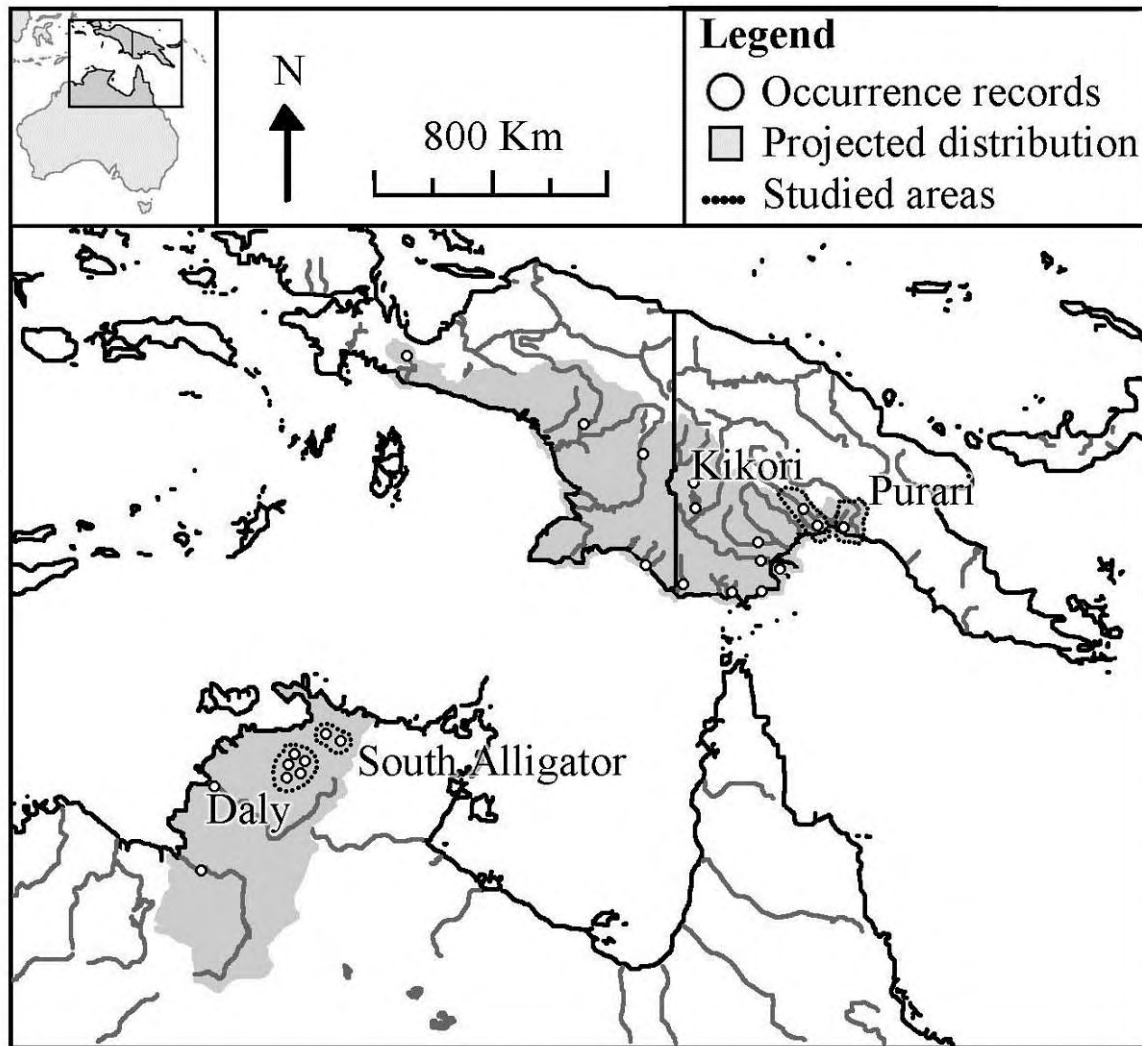 N
800 Km
Legend
Occurrence records
Projected distribution
Studied areas
Kikori
Purari
South Alligator
Daly